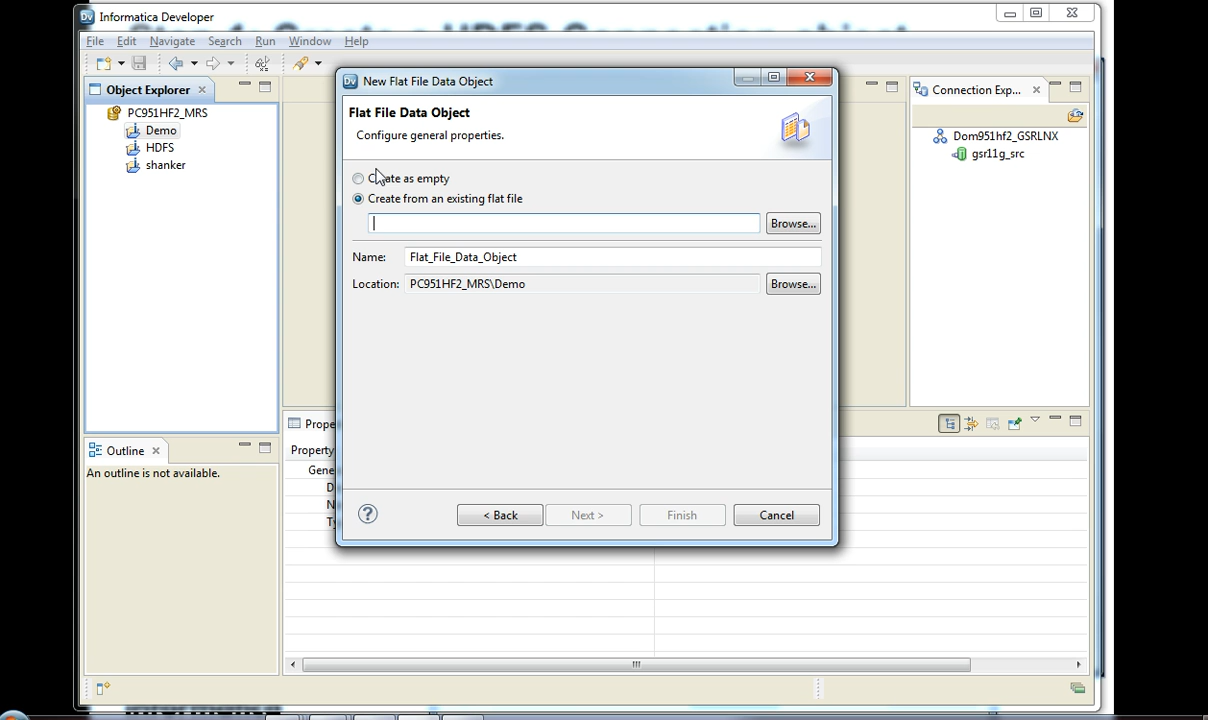 Informatica Developer
File Edit Navigate Search Run Window Help
Object Explorer
PC951HF2_MRS
Demo
HDFS
shanker
New Flat File Data Object
Flat File Data Object
Configure general properties.
Create as empty
Create from an existing flat file
Browse...
Name: Flat_File_Data_Object
Location: PC951HF2_MRS\Demo Browse...
< Back Next > Finish Cancel
Connection Exp...
Dom951hf2_GSRLNX
gsr11g_src
Outline
An outline is not available.
Prope
Property
Gene
D
N
Ty